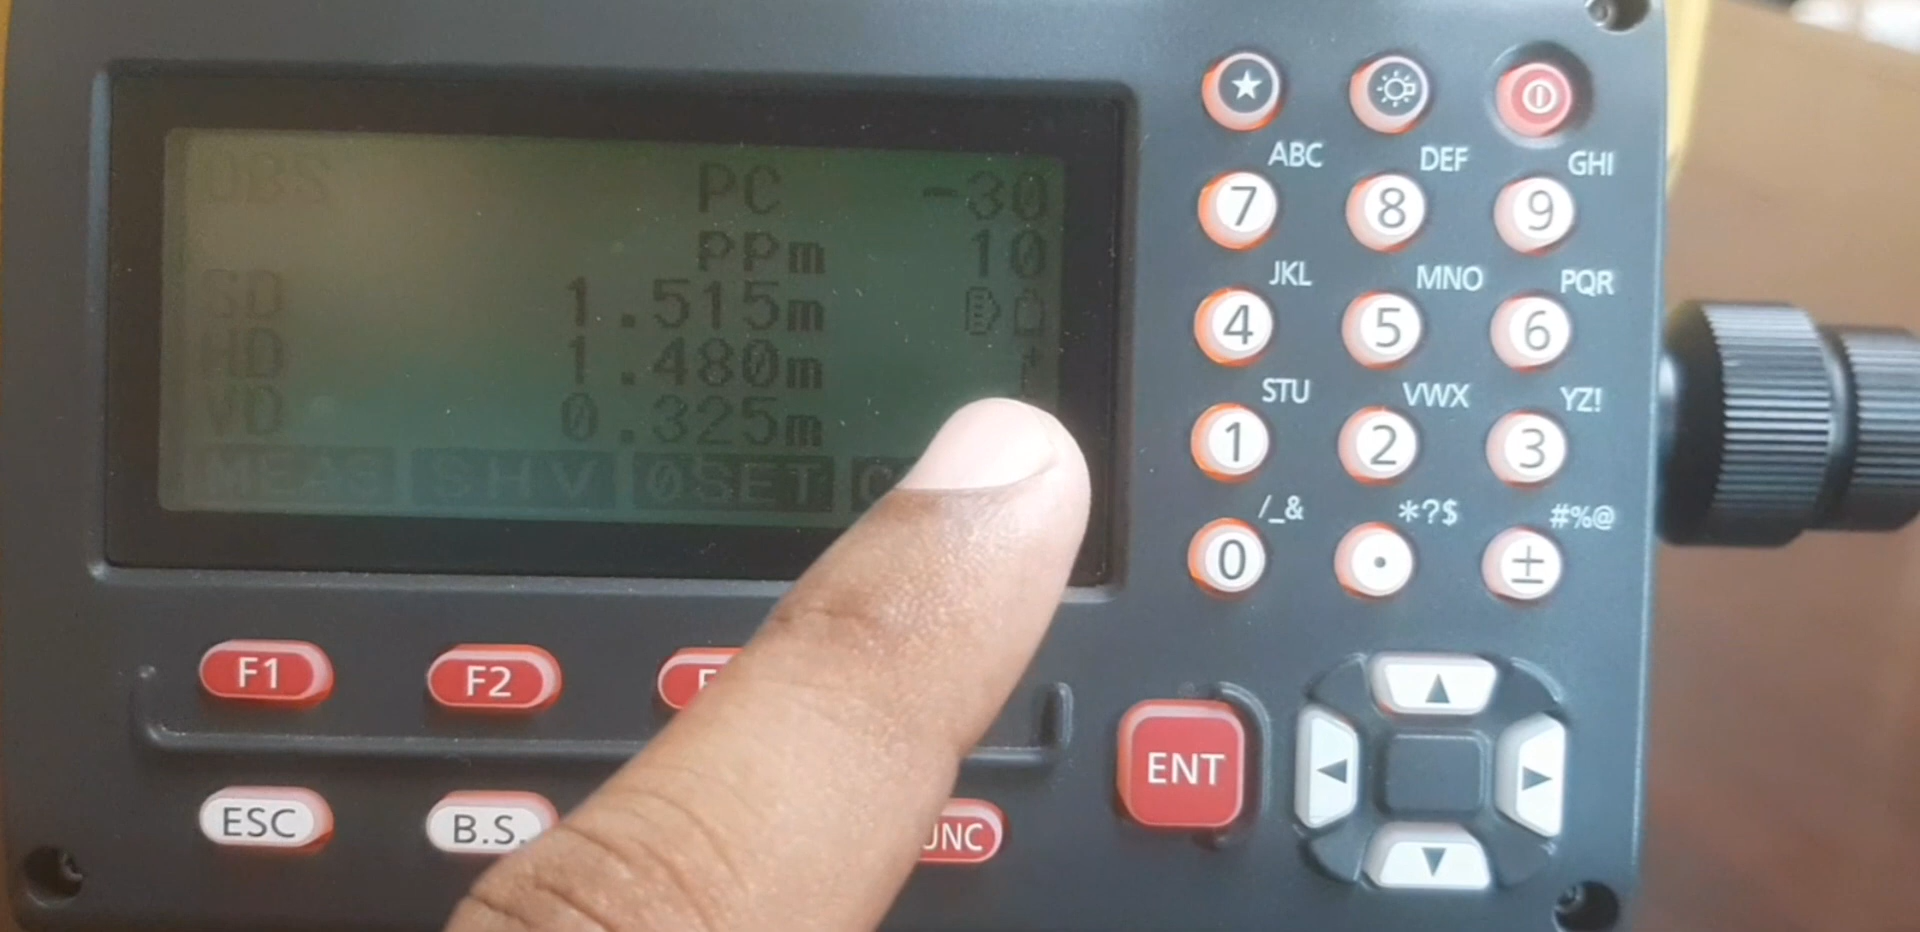 OBS PC -30
ppm 10
SD 1.515m
HD 1.480m
VD 0.325m
MEAS SHV 0SET
ABC DEF GHI
7 8 9
JKL MNO PQR
4 5 6
STU VWX YZ!
1 2 3
/_& *?$ #%@
0 . ±
F1 F2
ENT
ESC B.S.